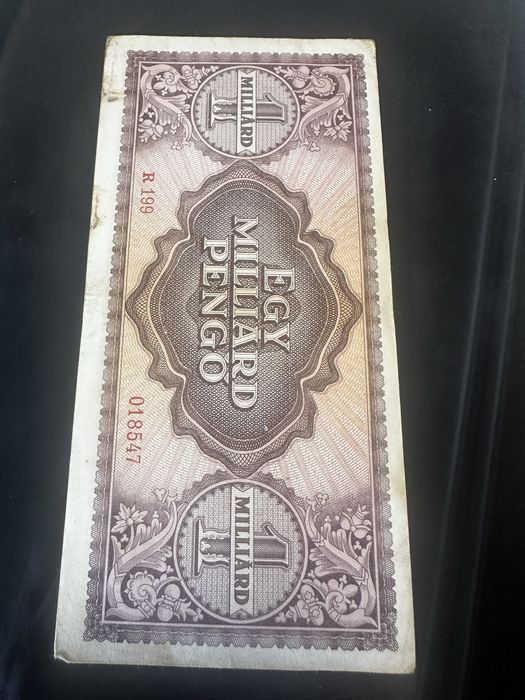 1
MILLIÁRD
1
MILLIÁRD
EGY
MILLIÁRD
PENGŐ
R 199
018547